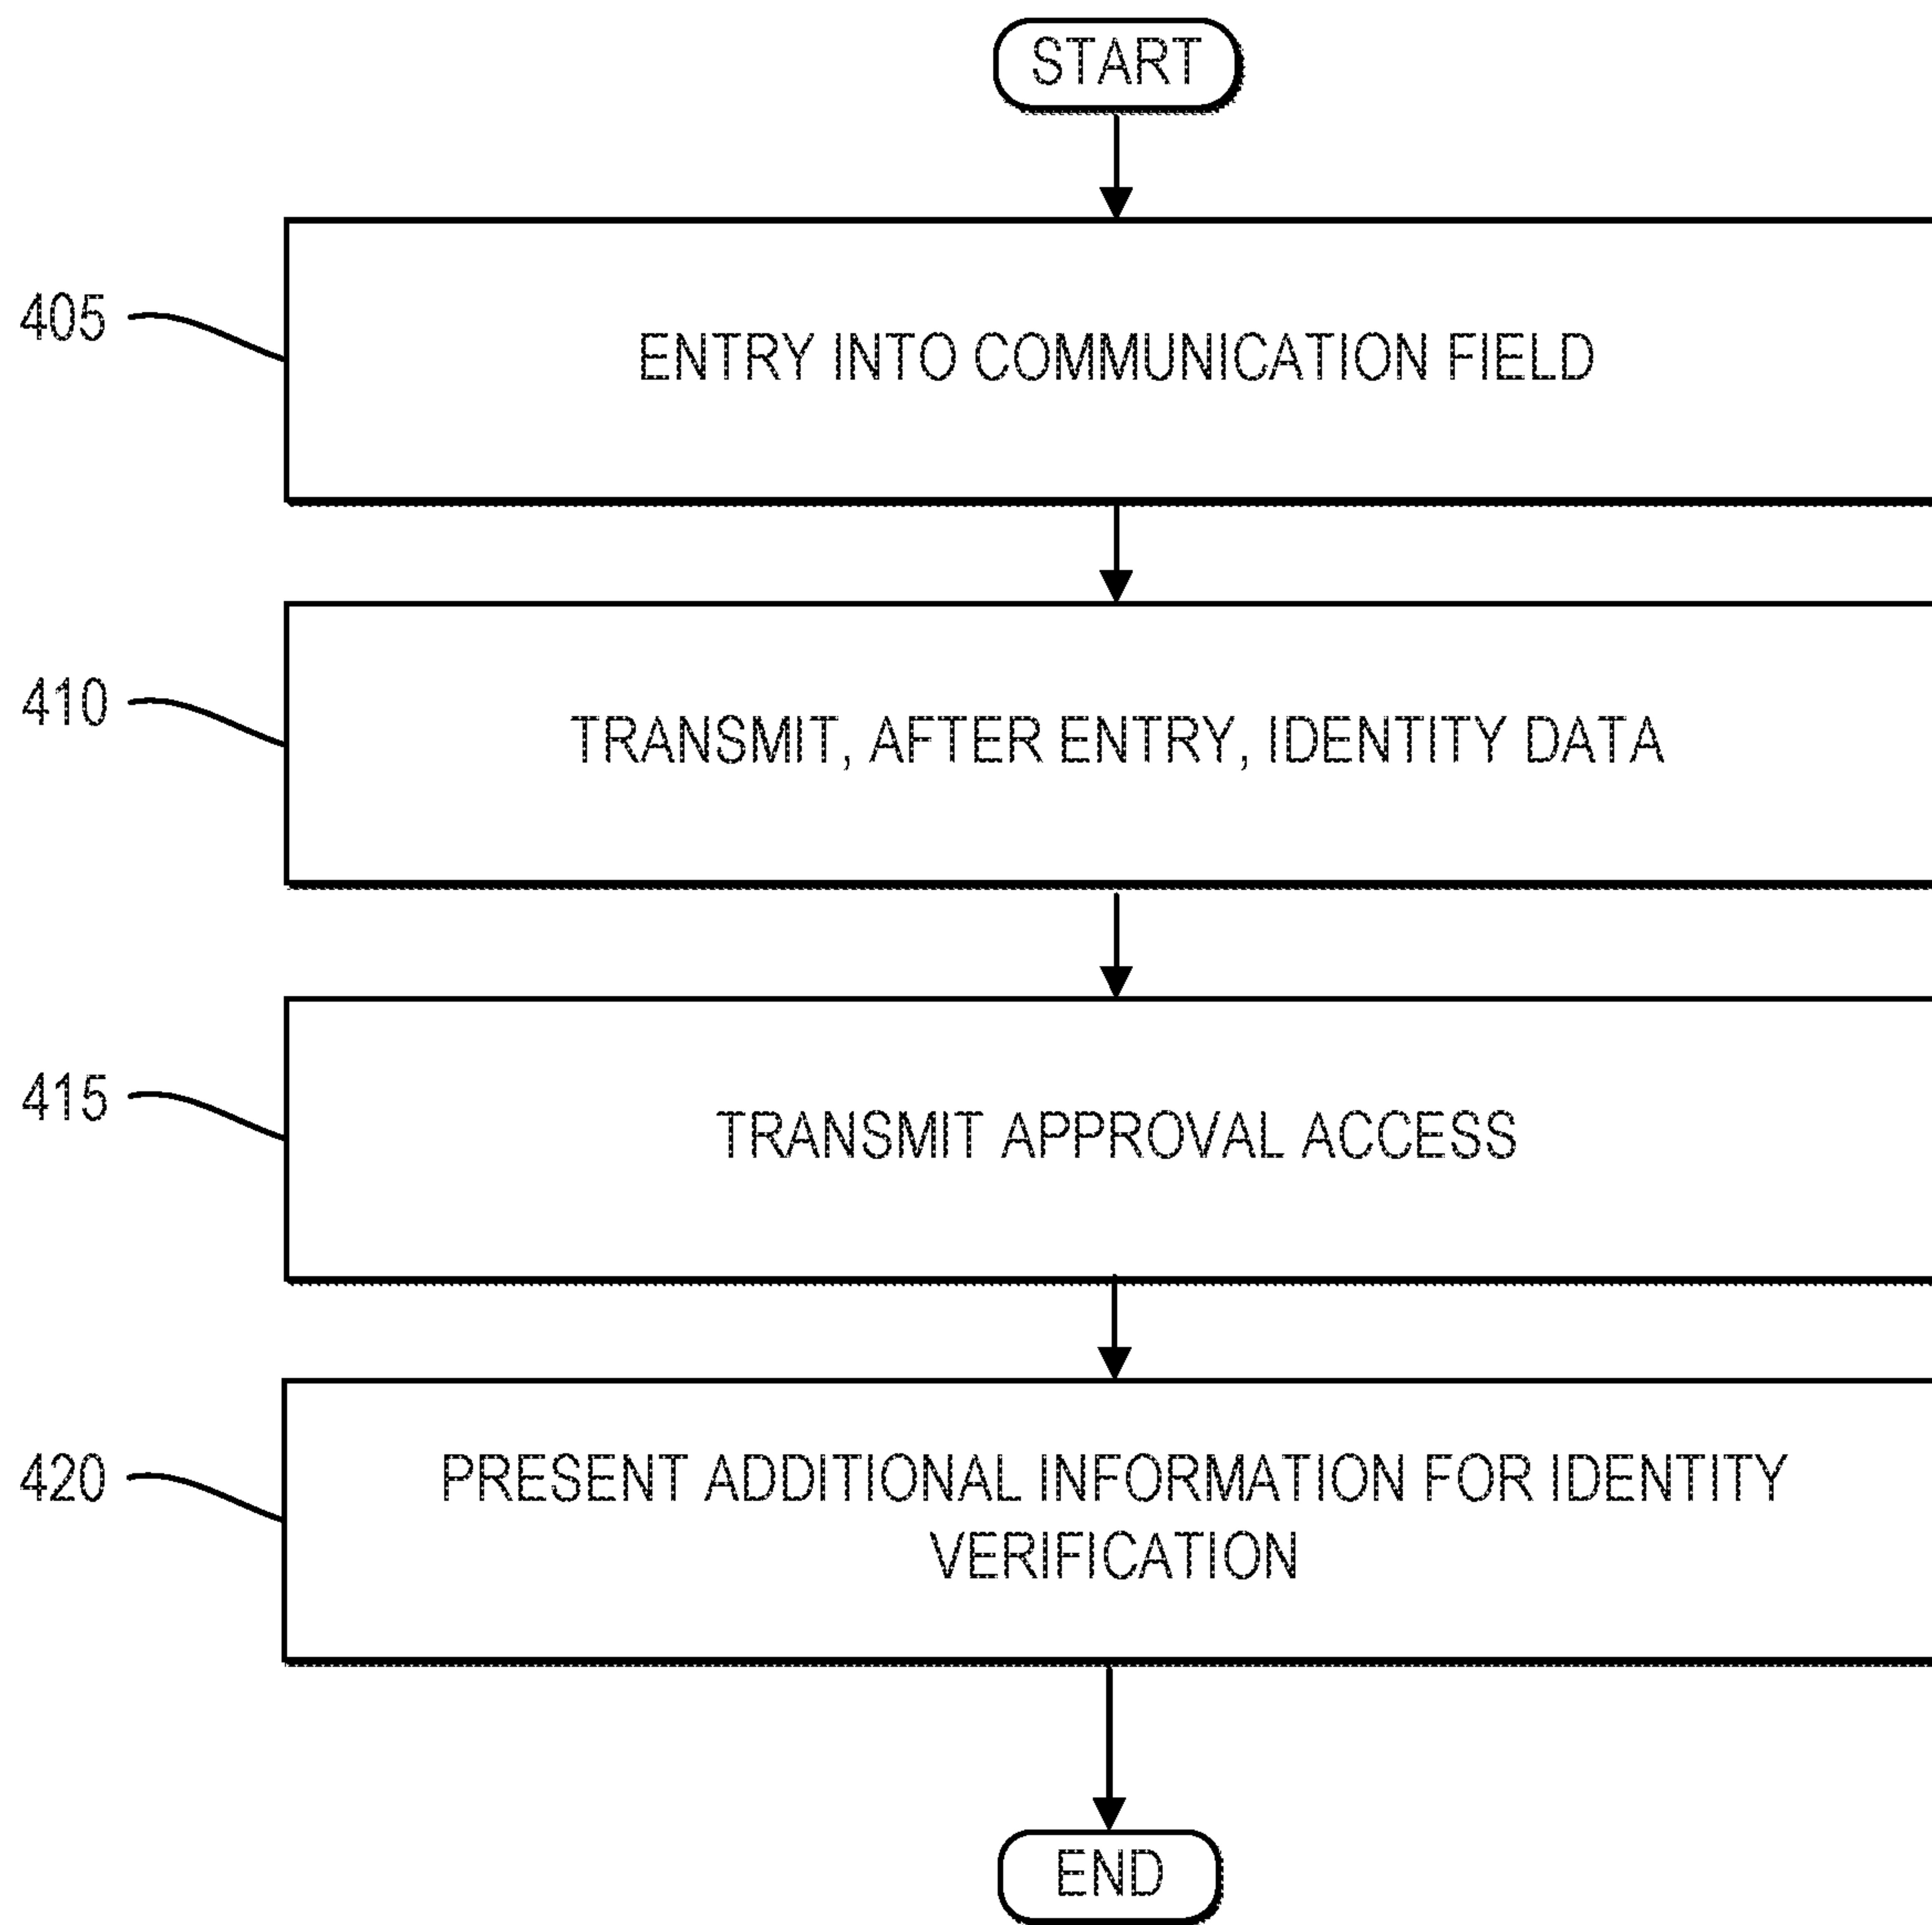 START
405
ENTRY INTO COMMUNICATION FIELD
410
TRANSMIT, AFTER ENTRY, IDENTITY DATA
415
TRANSMIT APPROVAL ACCESS
420
PRESENT ADDITIONAL INFORMATION FOR IDENTITY
VERIFICATION
END